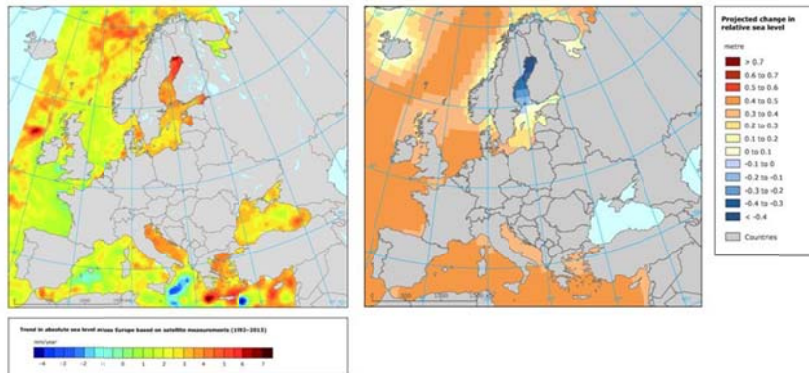 Projected change in
relative sea level
metre
> 0.7
0.6 to 0.7
0.5 to 0.6
0.4 to 0.5
0.3 to 0.4
0.2 to 0.3
0.1 to 0.2
0 to 0.1
-0.1 to 0
-0.2 to -0.1
-0.3 to -0.2
-0.4 to -0.3
< -0.4
Countries
Trend in absolute sea level across Europe based on satellite measurements (1992–2013)
mm/year
-4 -3 -2 -1 0 1 2 3 4 5 6 7